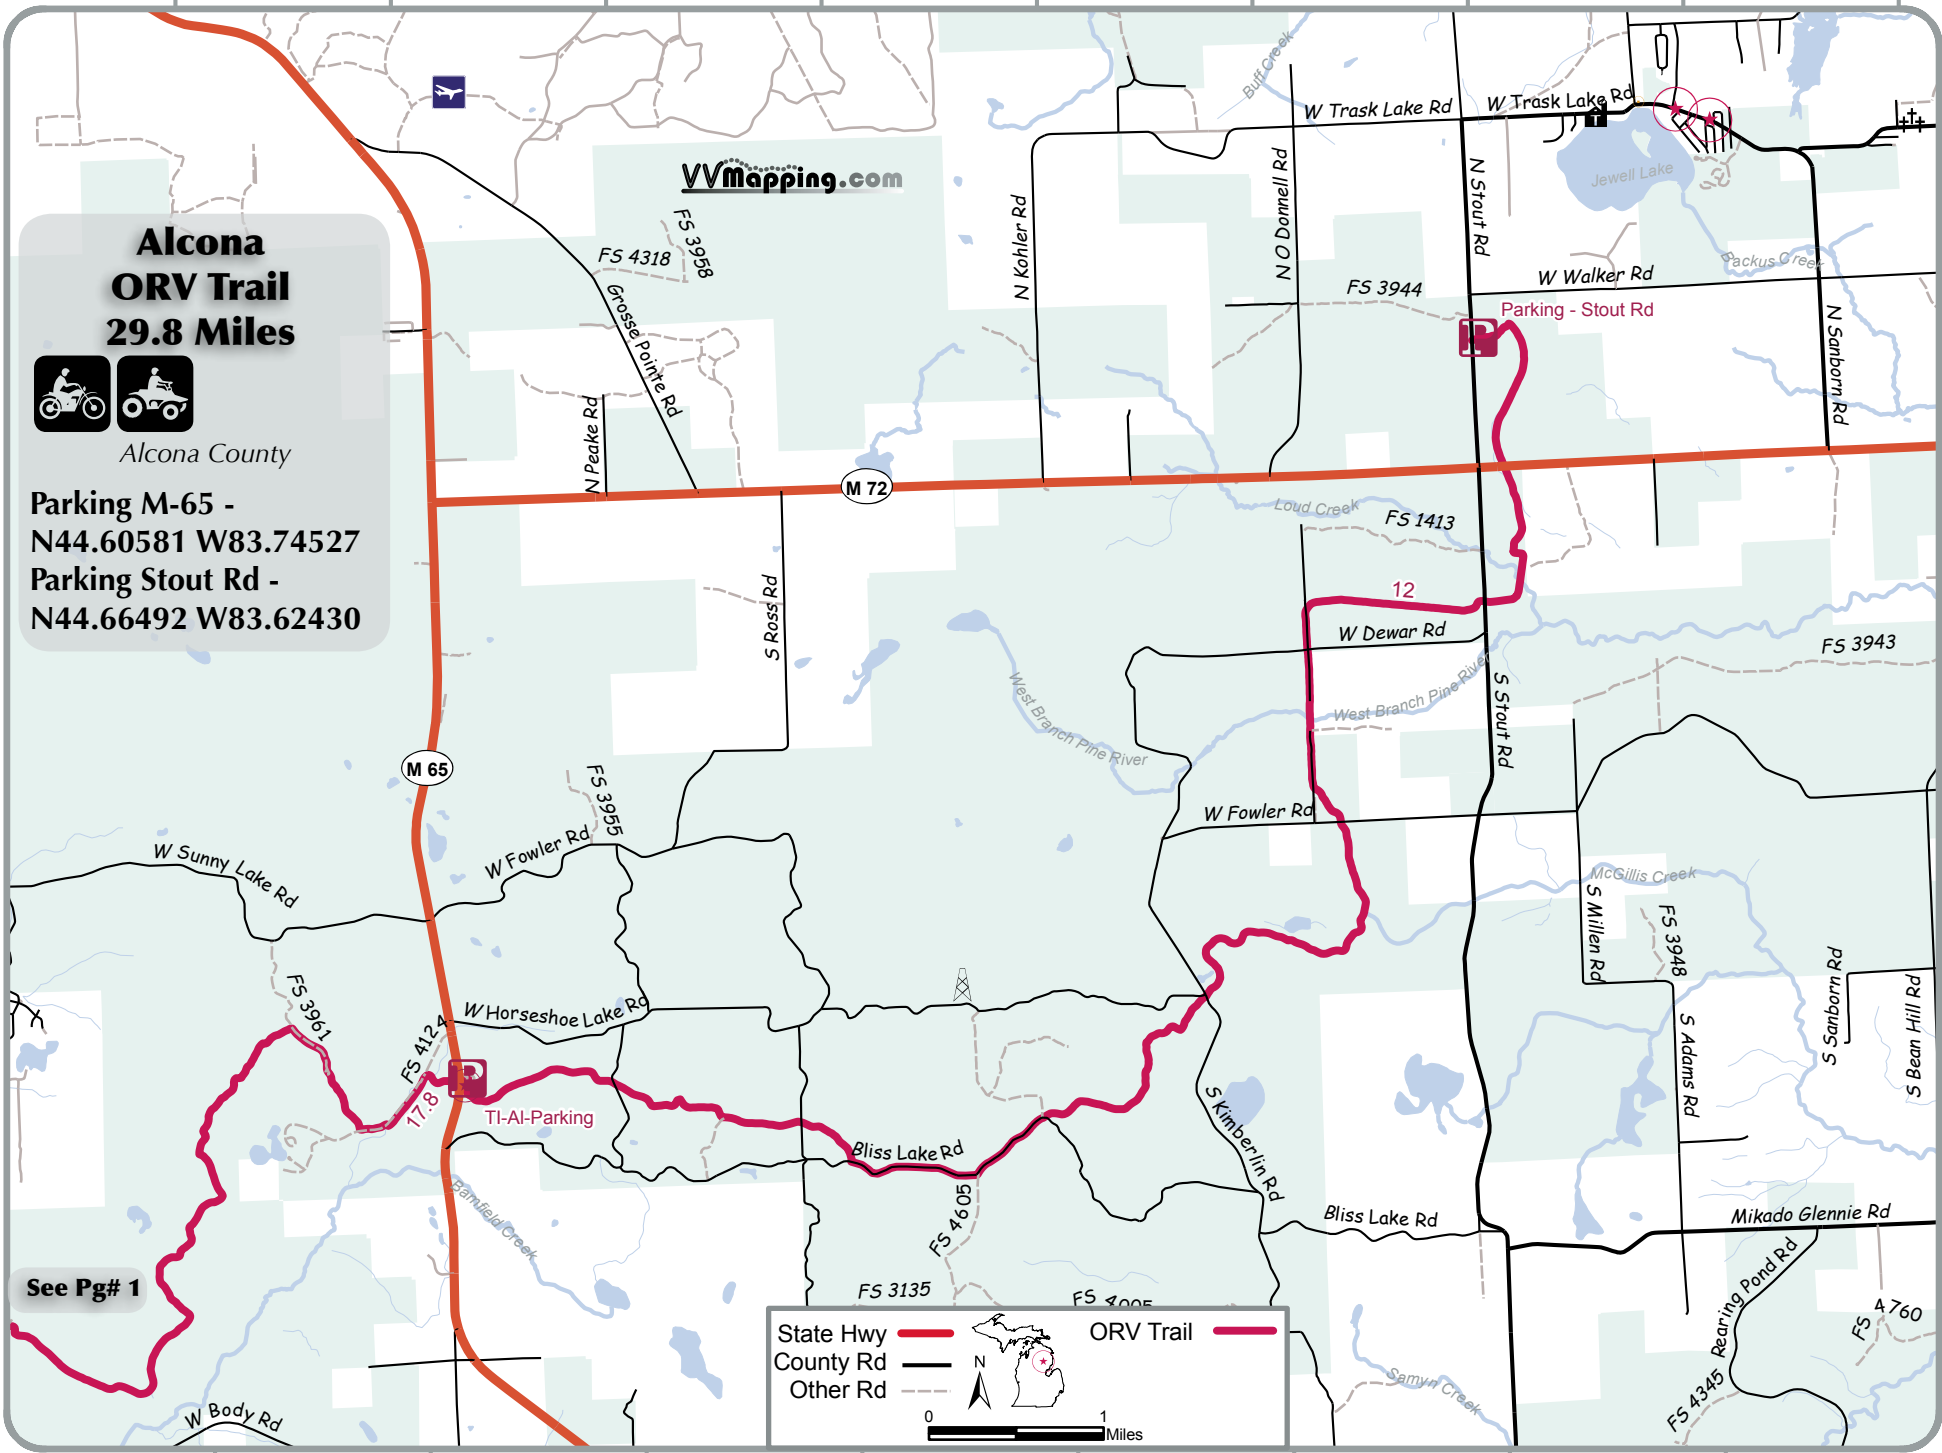 Alcona
ORV Trail
29.8 Miles
Alcona County
Parking M-65 -
N44.60581 W83.74527
Parking Stout Rd -
N44.66492 W83.62430
VVMapping.com
Buff Creek
W Trask Lake Rd
W Trask Lake Rd
Jewell Lake
Backus Creek
N Stout Rd
N O Donnell Rd
N Kohler Rd
FS 3958
FS 4318
Grosse Pointe Rd
N Peake Rd
FS 3944
W Walker Rd
Parking - Stout Rd
P
N Sanborn Rd
M 72
Loud Creek
FS 1413
12
W Dewar Rd
S Ross Rd
West Branch Pine River
West Branch Pine River
FS 3943
S Stout Rd
M 65
FS 3955
W Fowler Rd
W Fowler Rd
W Sunny Lake Rd
McGillis Creek
S Millen Rd
FS 3948
S Sanborn Rd
S Bean Hill Rd
S Adams Rd
FS 3961
FS 4124
W Horseshoe Lake Rd
P
17.8
TI-Al-Parking
Bliss Lake Rd
S Kimberlin Rd
FS 4605
Bamfield Creek
Bliss Lake Rd
Mikado Glennie Rd
Rearing Pond Rd
See Pg# 1
FS 3135
FS 4005
FS 4760
FS 4345
Samyn Creek
W Body Rd
State Hwy
County Rd
Other Rd
ORV Trail
N
0 1
Miles